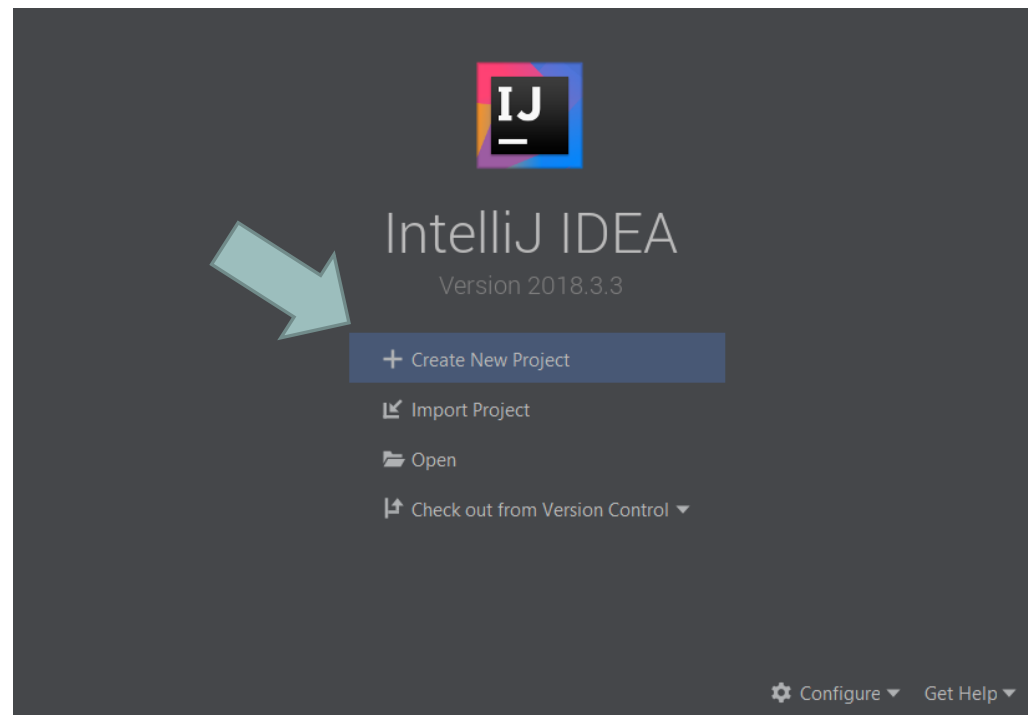 IJ
IntelliJ IDEA
Version 2018.3.3
Create New Project
Import Project
Open
Check out from Version Control
Configure Get Help